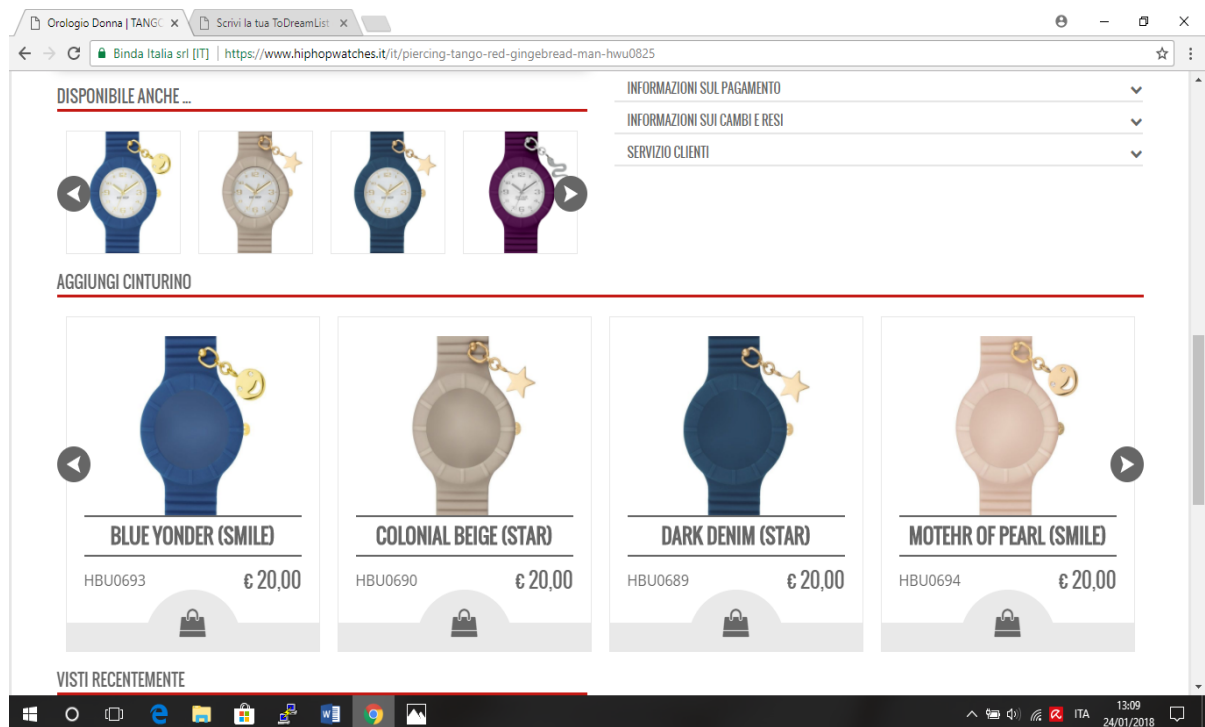 Orologio Donna | TANGO
Scrivi la tua ToDreamList
Binda Italia srl [IT] | https://www.hiphopwatches.it/it/piercing-tango-red-gingebread-man-hwu0825
DISPONIBILE ANCHE ...
INFORMAZIONI SUL PAGAMENTO
INFORMAZIONI SUI CAMBI E RESI
SERVIZIO CLIENTI
AGGIUNGI CINTURINO
BLUE YONDER (SMILE)
HBU0693 € 20,00
COLONIAL BEIGE (STAR)
HBU0690 € 20,00
DARK DENIM (STAR)
HBU0689 € 20,00
MOTEHR OF PEARL (SMILE)
HBU0694 € 20,00
VISTI RECENTEMENTE
ITA
13:09
24/01/2018